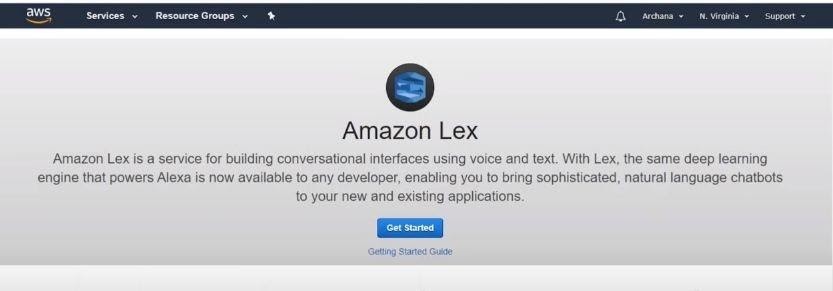 aws
Services Resource Groups Archana N. Virginia Support
Amazon Lex
Amazon Lex is a service for building conversational interfaces using voice and text. With Lex, the same deep learning
engine that powers Alexa is now available to any developer, enabling you to bring sophisticated, natural language chatbots
to your new and existing applications.
Get Started
Getting Started Guide